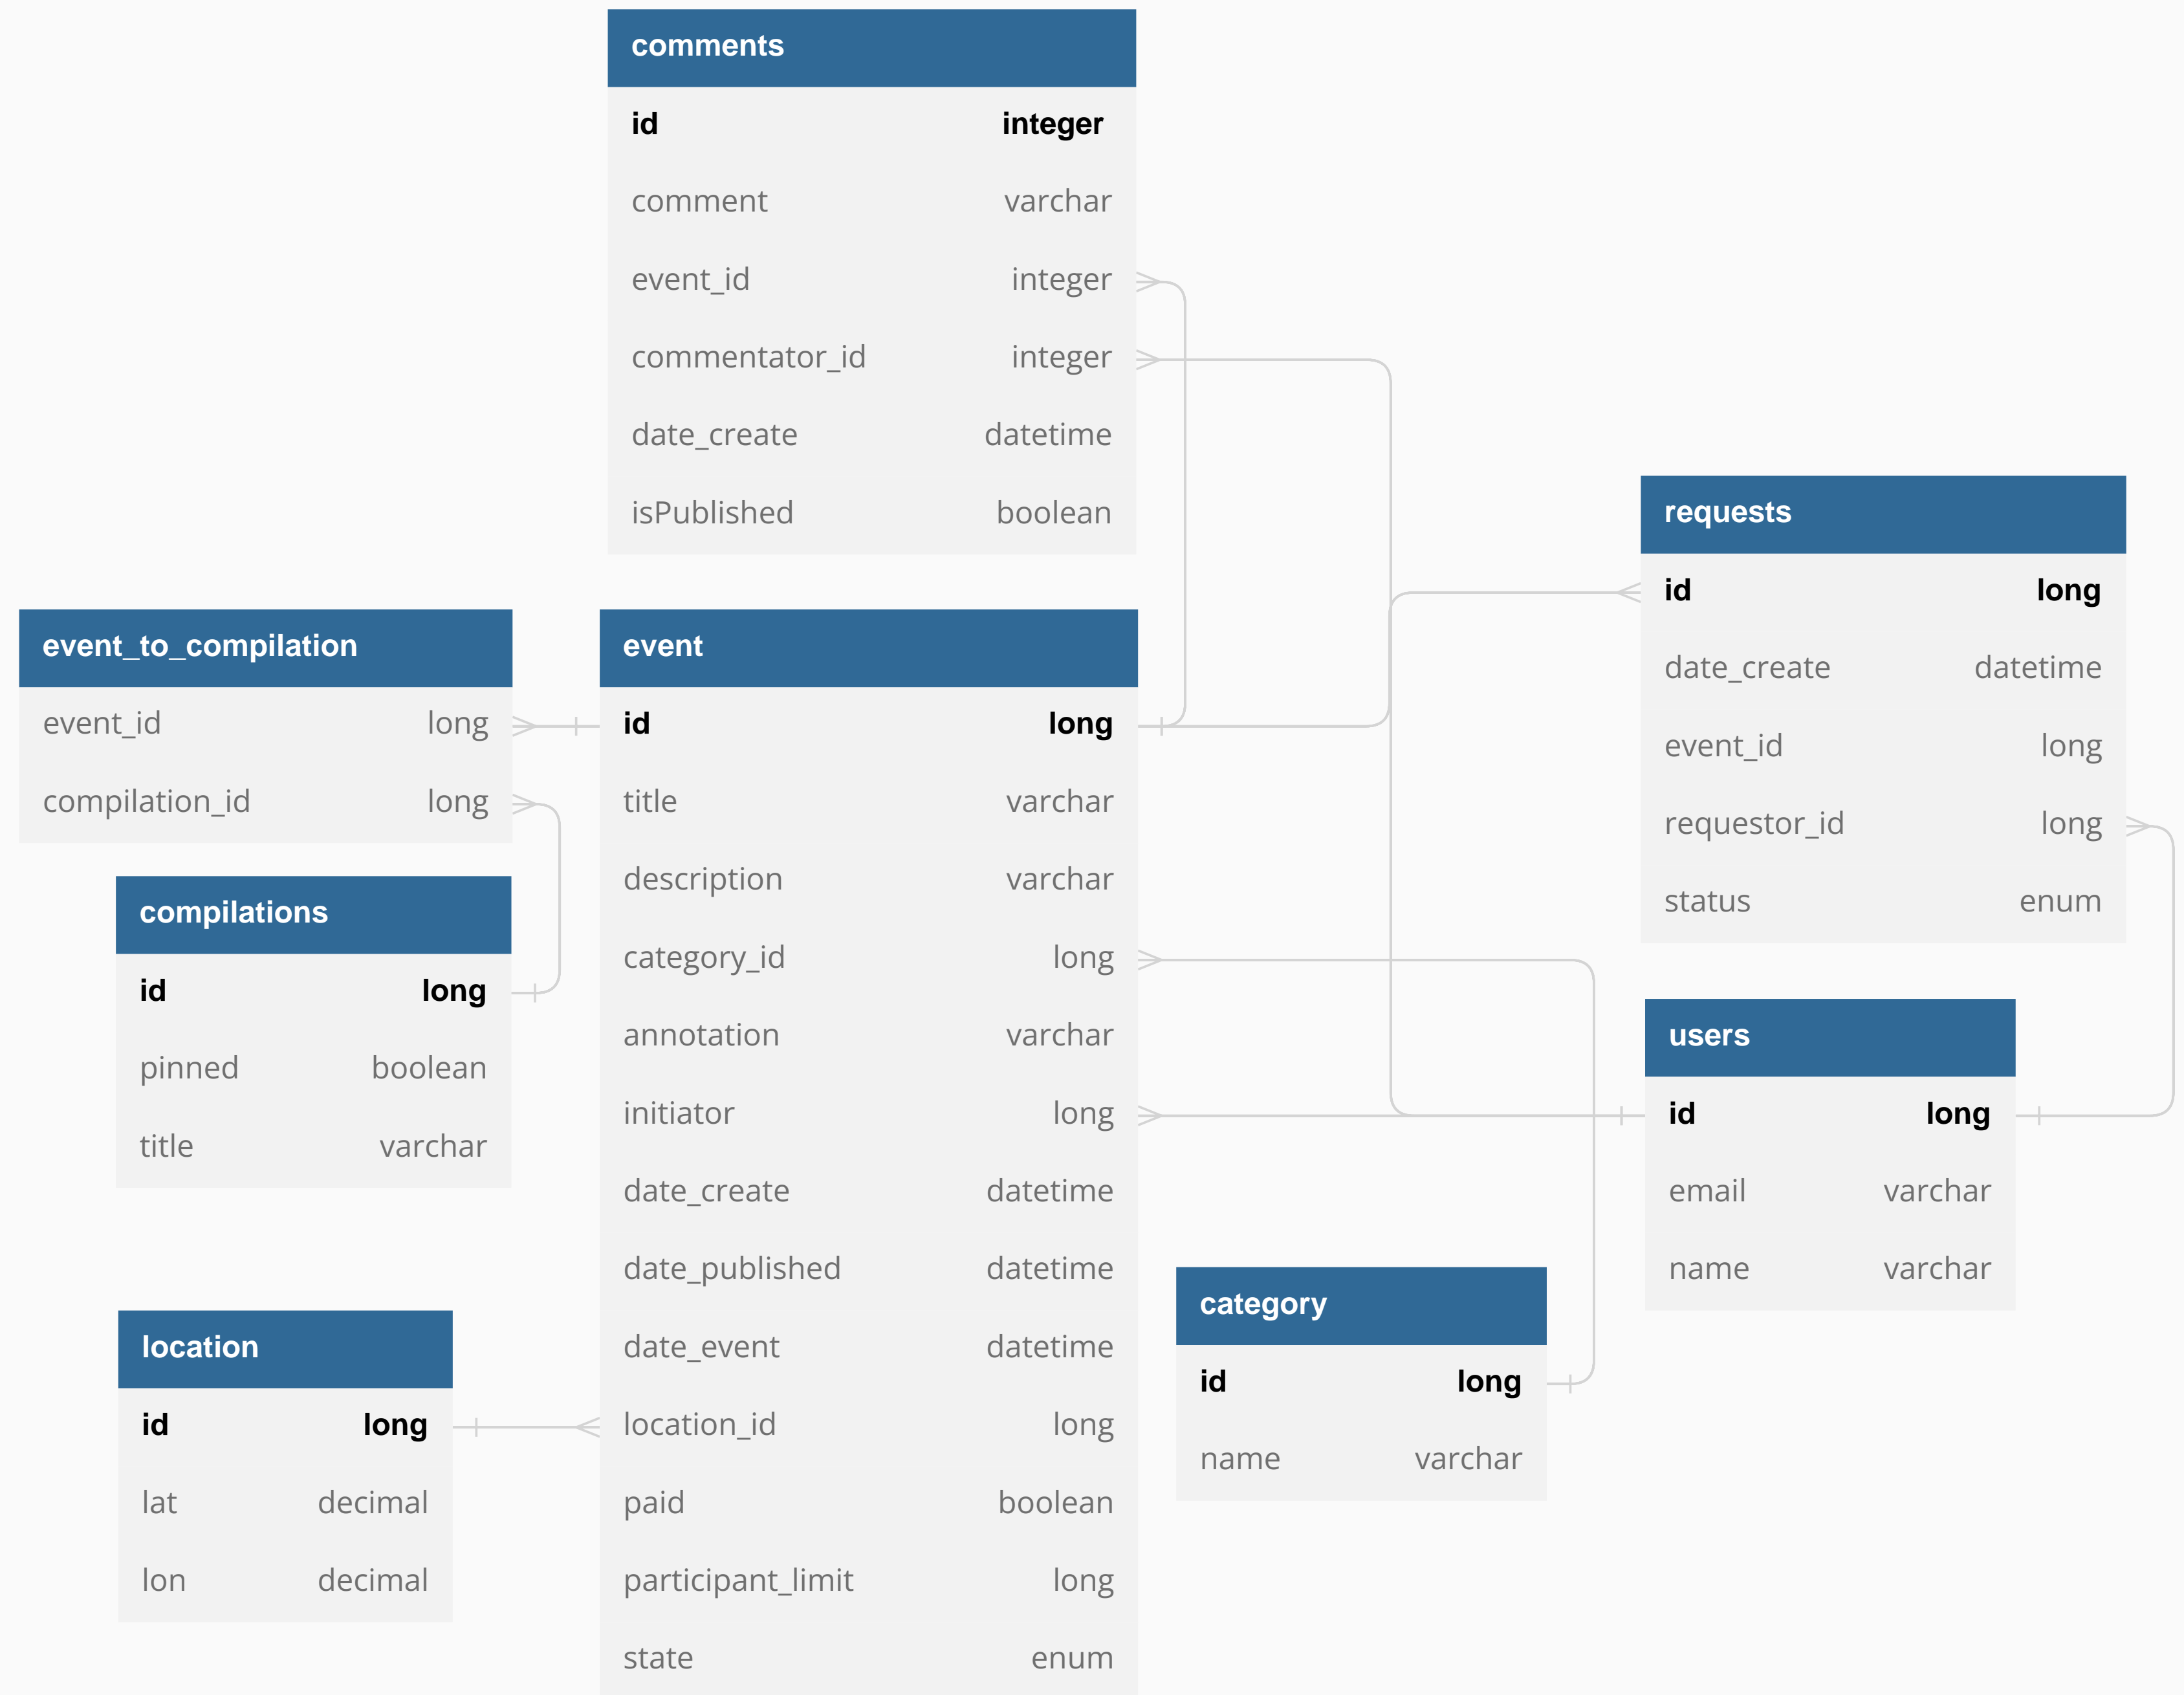 comments
id integer
comment varchar
event_id integer
commentator_id integer
date_create datetime
isPublished boolean
requests
id long
date_create datetime
event_id long
requestor_id long
status enum
event_to_compilation
event_id long
compilation_id long
event
id long
title varchar
description varchar
category_id long
annotation varchar
initiator long
date_create datetime
date_published datetime
date_event datetime
location_id long
paid boolean
participant_limit long
state enum
compilations
id long
pinned boolean
title varchar
users
id long
email varchar
name varchar
category
id long
name varchar
location
id long
lat decimal
lon decimal